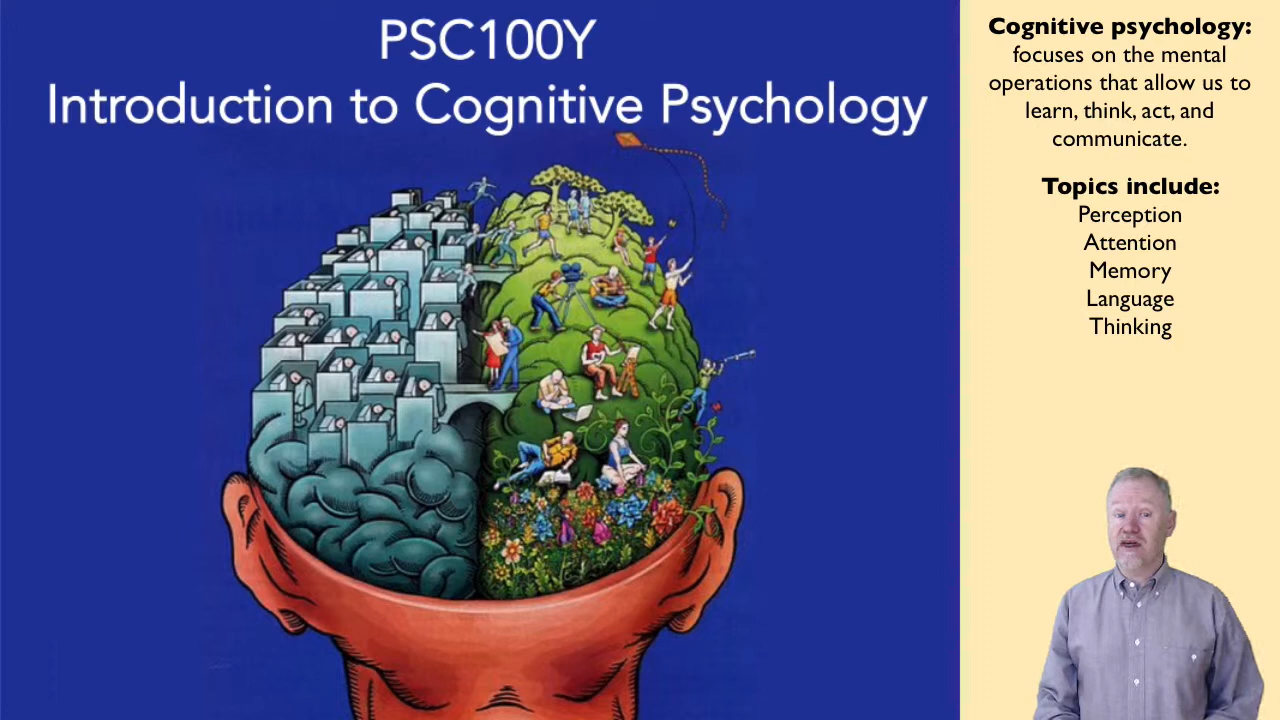 PSC100Y
Introduction to Cognitive Psychology
Cognitive psychology:
focuses on the mental
operations that allow us to
learn, think, act, and
communicate.
Topics include:
Perception
Attention
Memory
Language
Thinking